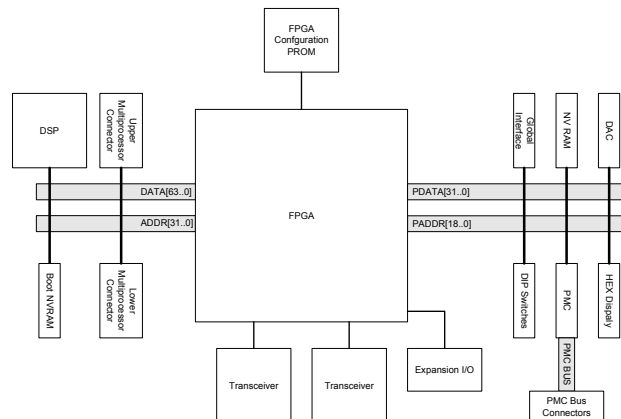 FPGA
Confguration
PROM
DSP
Upper
Multiprocessor
Connector
Global
Interface
NV RAM
DAC
DATA[63..0]
PDATA[31..0]
ADDR[31..0]
FPGA
PADDR[18..0]
Boot NVRAM
Lower
Multiprocessor
Connector
DIP Switches
PMC
HEX Dispaly
PMC BUS
Transceiver
Transceiver
Expansion I/O
PMC Bus
Connectors